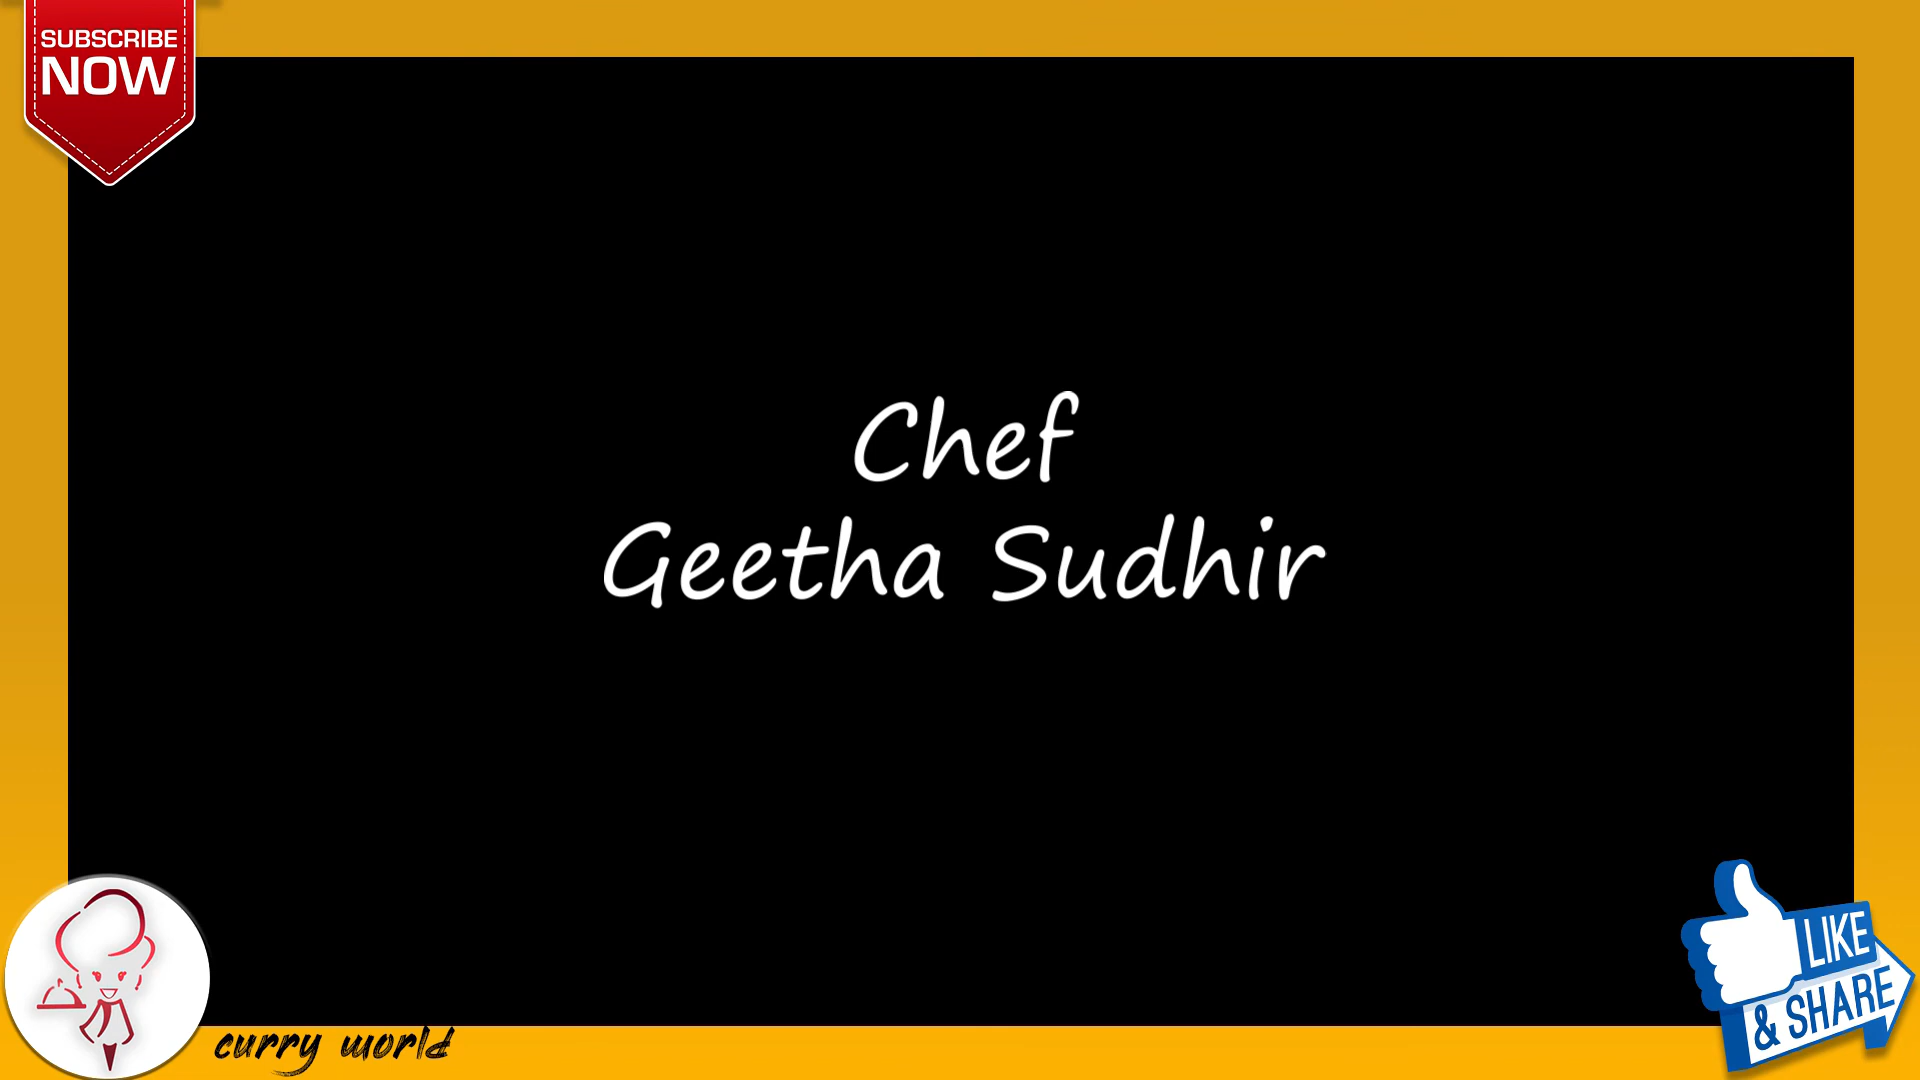 SUBSCRIBE
NOW
Chef
Geetha Sudhir
LIKE
& SHARE
curry world